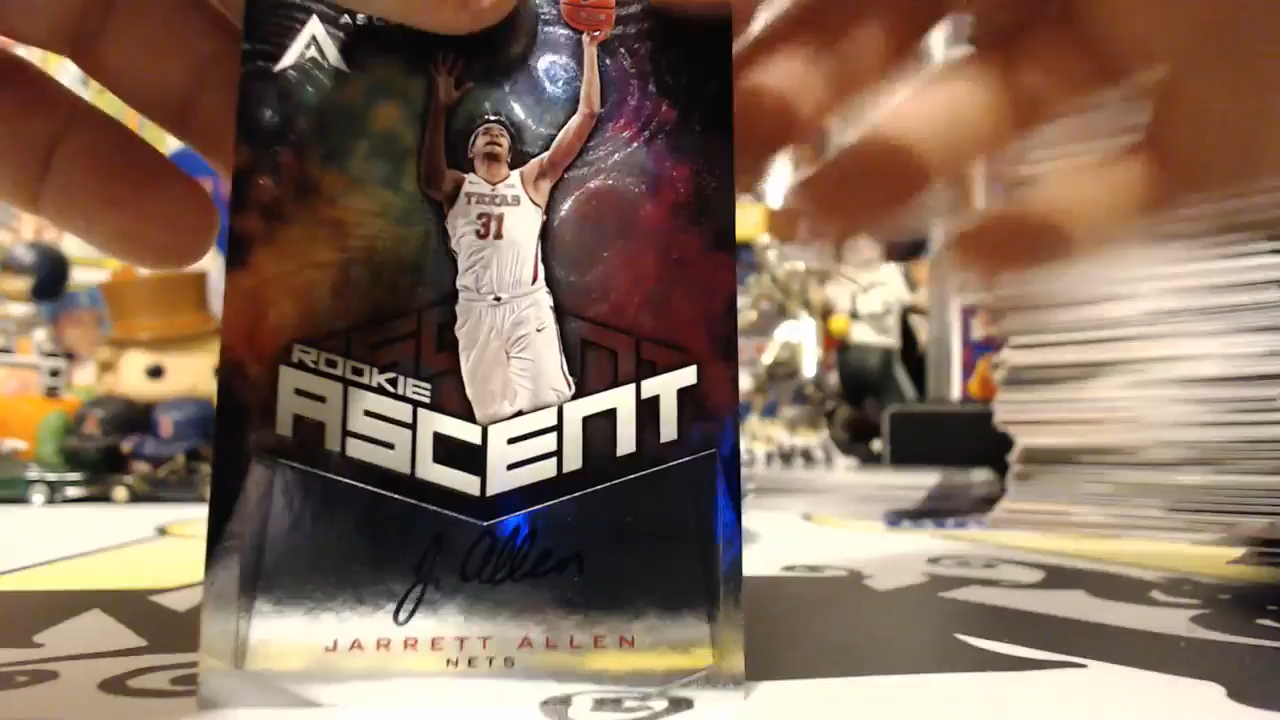 TEXAS
31
ROOKIE
ASCENT
J. Allen
JARRETT ALLEN
NETS